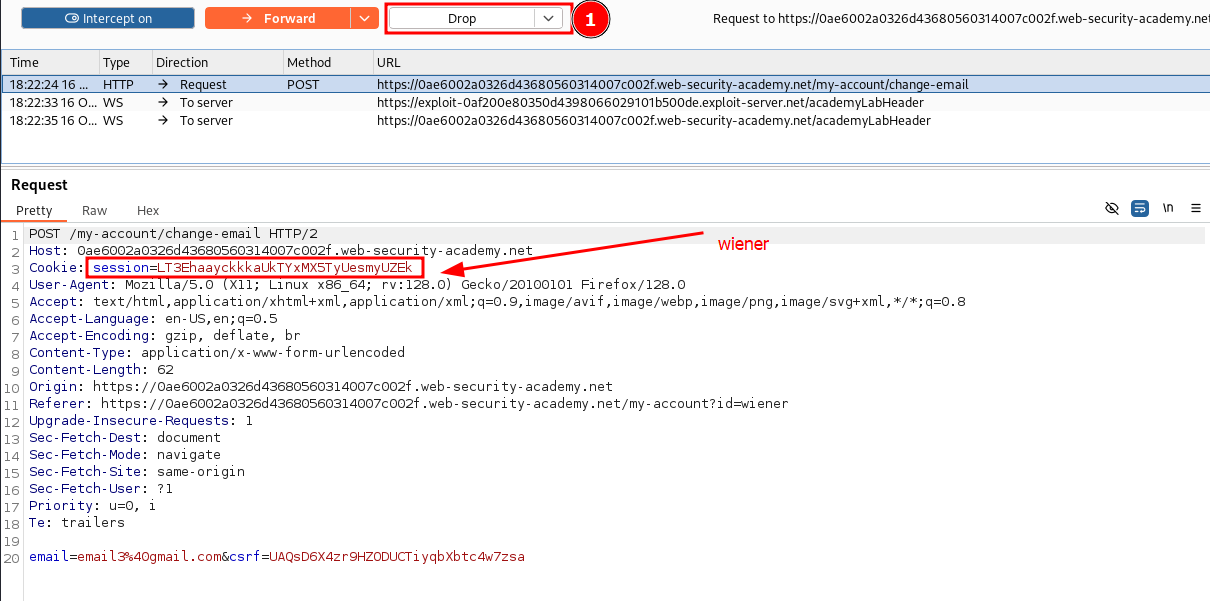 Intercept on Forward Drop 1 Request to https://0ae6002a0326d43680560314007c002f.web-security-academy.net
Time Type Direction Method URL
18:22:24 16 ... HTTP → Request POST https://0ae6002a0326d43680560314007c002f.web-security-academy.net/my-account/change-email
18:22:33 16 O... WS → To server https://exploit-0af200e80350d4398066029101b500de.exploit-server.net/academyLabHeader
18:22:35 16 O... WS → To server https://0ae6002a0326d43680560314007c002f.web-security-academy.net/academyLabHeader
Request
Pretty Raw Hex \n
1 POST /my-account/change-email HTTP/2
wiener
2 Host: 0ae6002a0326d43680560314007c002f.web-security-academy.net
3 Cookie: session=LT3EhaayckkkaUkTYxMX5TyUesmyUZEk
4 User-Agent: Mozilla/5.0 (X11; Linux x86_64; rv:128.0) Gecko/20100101 Firefox/128.0
5 Accept: text/html,application/xhtml+xml,application/xml;q=0.9,image/avif,image/webp,image/png,image/svg+xml,*/*;q=0.8
6 Accept-Language: en-US,en;q=0.5
7 Accept-Encoding: gzip, deflate, br
8 Content-Type: application/x-www-form-urlencoded
9 Content-Length: 62
10 Origin: https://0ae6002a0326d43680560314007c002f.web-security-academy.net
11 Referer: https://0ae6002a0326d43680560314007c002f.web-security-academy.net/my-account?id=wiener
12 Upgrade-Insecure-Requests: 1
13 Sec-Fetch-Dest: document
14 Sec-Fetch-Mode: navigate
15 Sec-Fetch-Site: same-origin
16 Sec-Fetch-User: ?1
17 Priority: u=0, i
18 Te: trailers
19
20 email=email3%40gmail.com&csrf=UAQsD6X4zr9HZ0DUCTiyqbXbtc4w7zsa